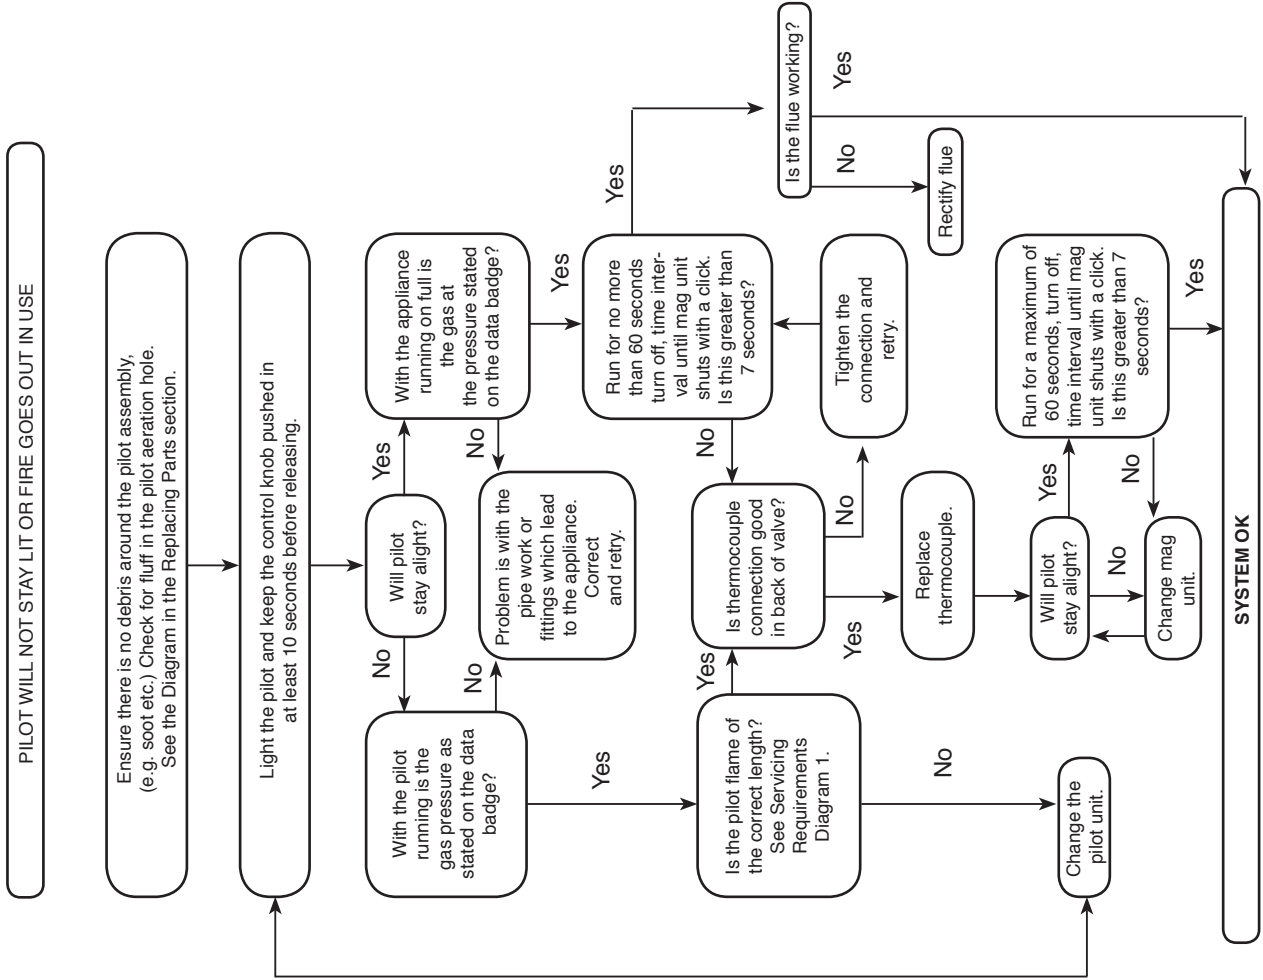 PILOT WILL NOT STAY LIT OR FIRE GOES OUT IN USE
Ensure there is no debris around the pilot assembly,
(e.g. soot etc.) Check for fluff in the pilot aeration hole.
See the Diagram in the Replacing Parts section.
Light the pilot and keep the control knob pushed in
at least 10 seconds before releasing.
Will pilot
stay alight?
No
Yes
With the pilot
running is the
gas pressure as
stated on the data
badge?
No
Yes
With the appliance
running on full is
the gas at
the pressure stated
on the data badge?
No
Yes
Problem is with the
pipe work or
fittings which lead
to the appliance.
Correct
and retry.
Is the pilot flame of
the correct length?
See Servicing
Requirements
Diagram 1.
Yes
No
Is thermocouple
connection good
in back of valve?
Yes
No
Run for no more
than 60 seconds
turn off, time inter-
val until mag unit
shuts with a click.
Is this greater than
7 seconds?
No
Yes
Is the flue working?
No
Yes
Rectify flue
Tighten the
connection and
retry.
Replace
thermocouple.
Will pilot
stay alight?
Yes
No
Run for a maximum of
60 seconds, turn off,
time interval until mag
unit shuts with a click.
Is this greater than 7
seconds?
No
Yes
Change the
pilot unit.
Change mag
unit.
SYSTEM OK